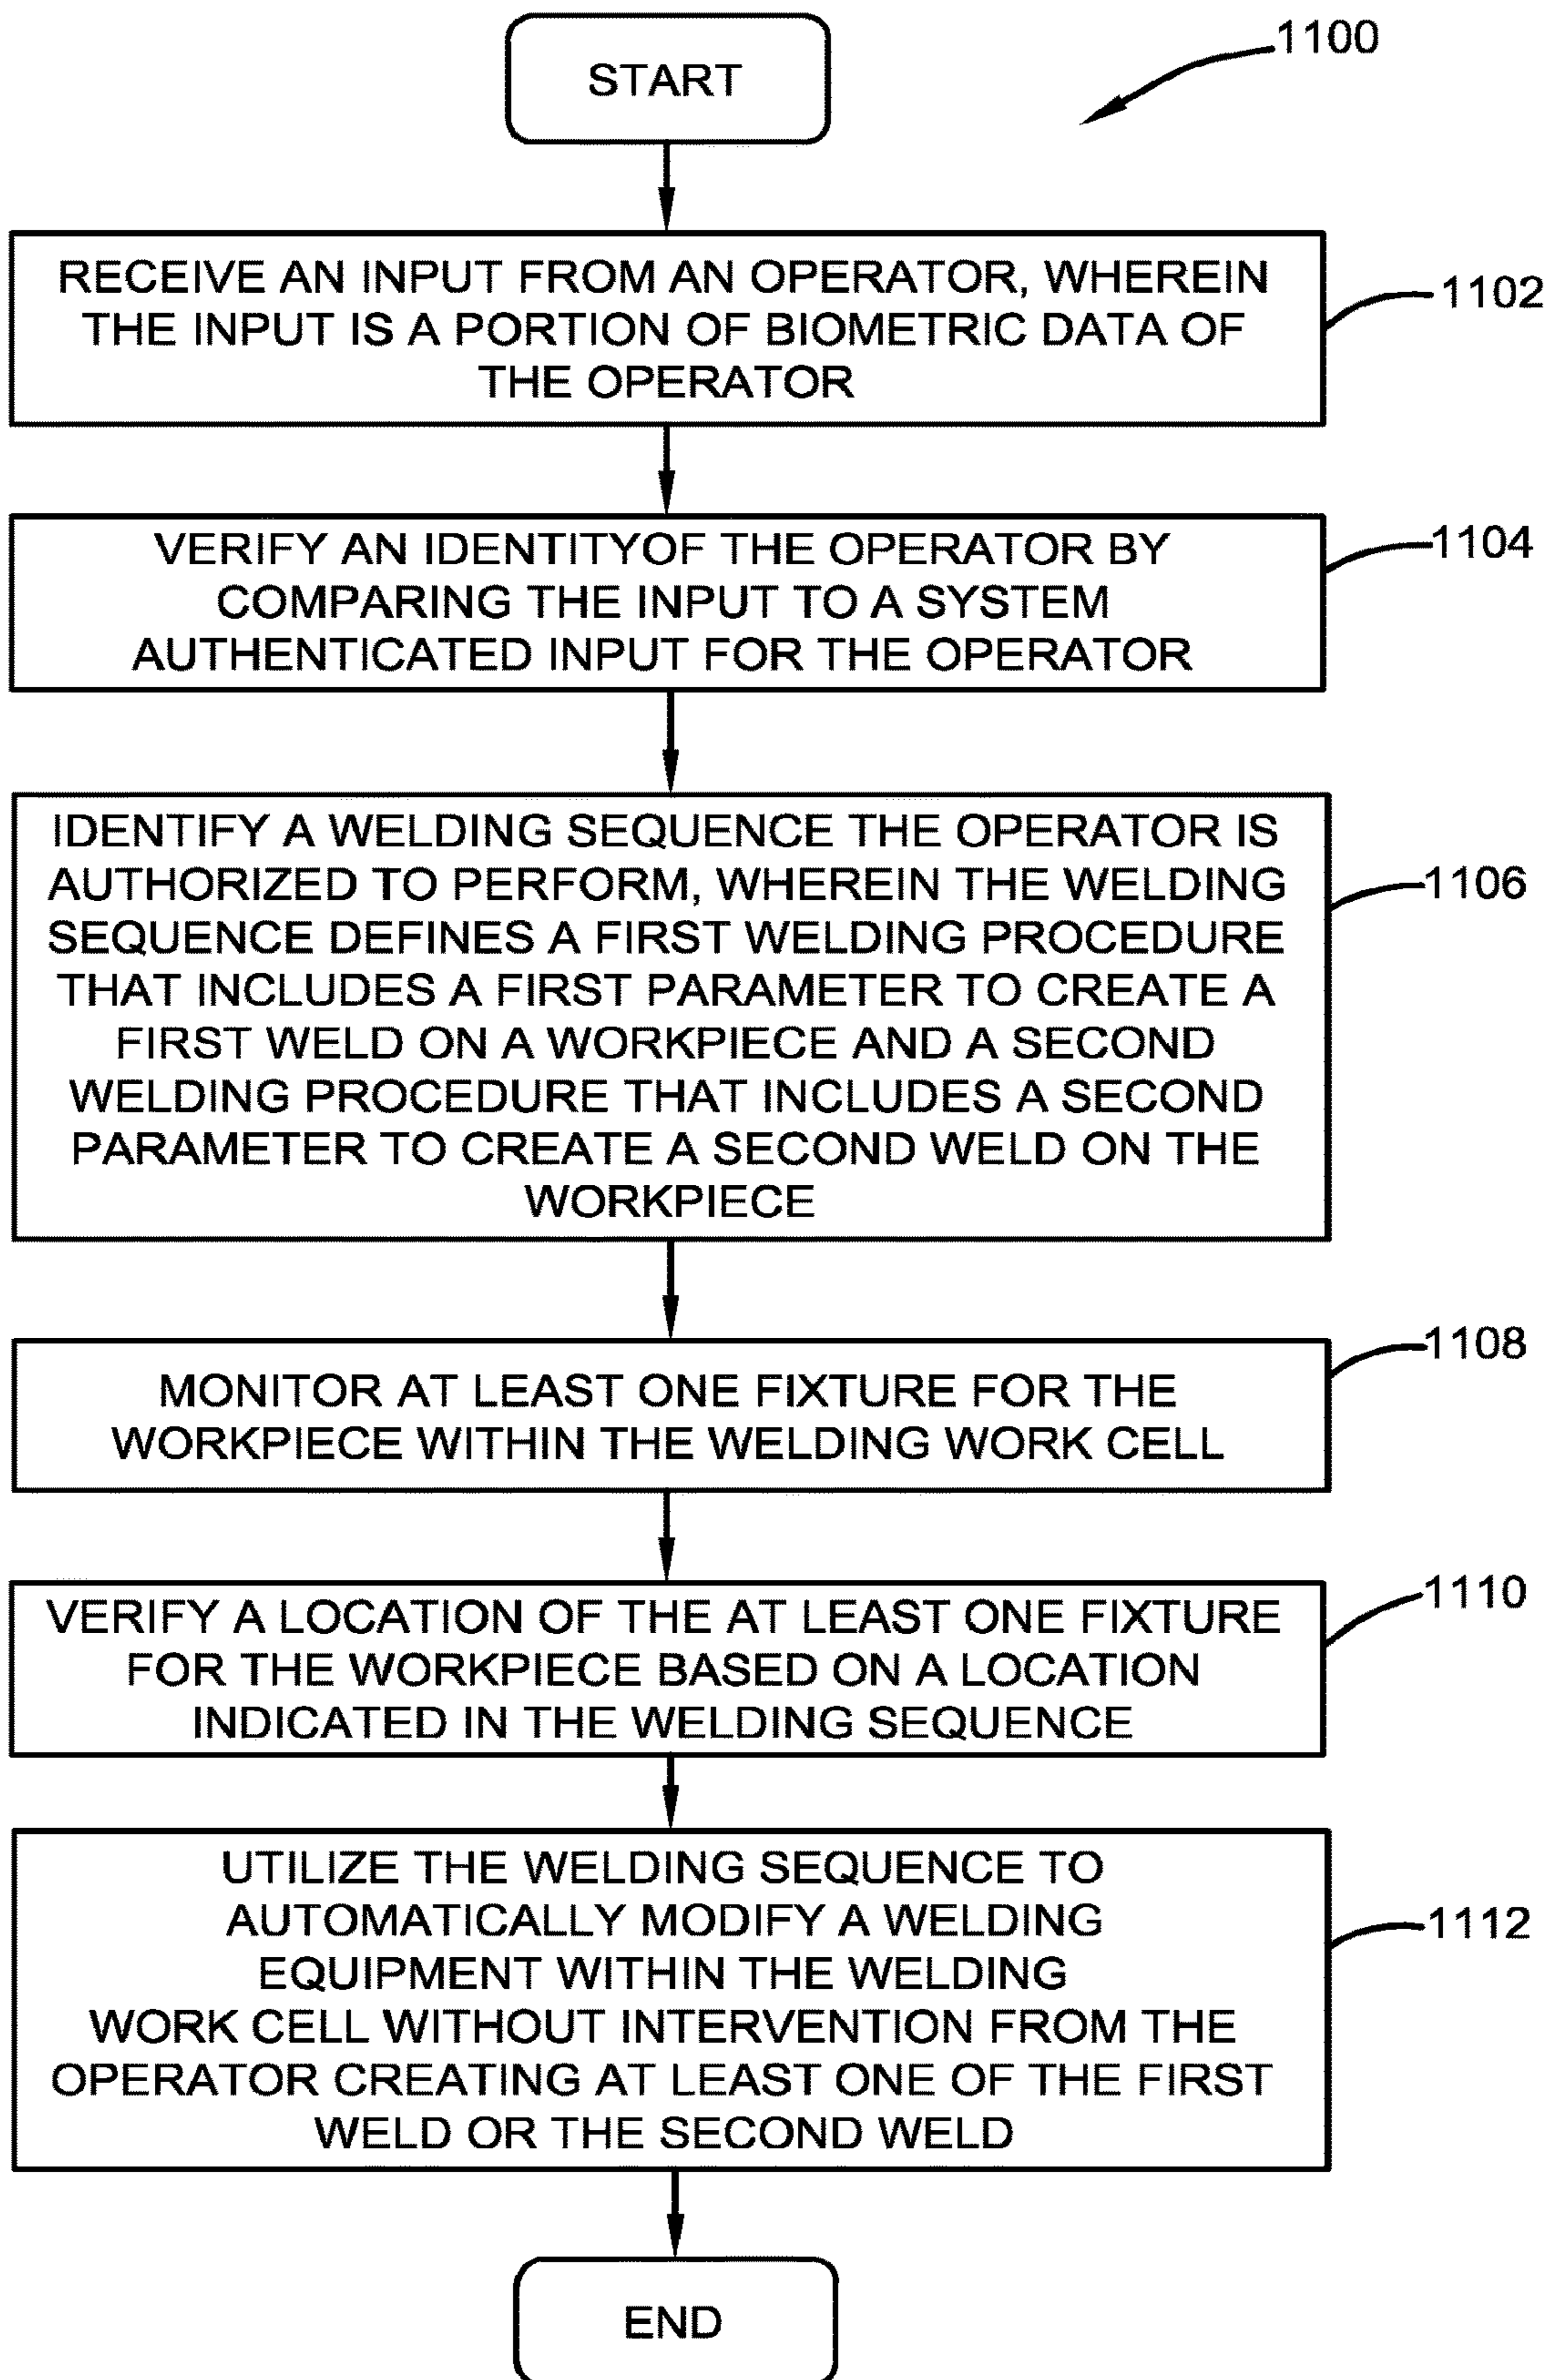 START
1100
RECEIVE AN INPUT FROM AN OPERATOR, WHEREIN
THE INPUT IS A PORTION OF BIOMETRIC DATA OF
THE OPERATOR
1102
VERIFY AN IDENTITYOF THE OPERATOR BY
COMPARING THE INPUT TO A SYSTEM
AUTHENTICATED INPUT FOR THE OPERATOR
1104
IDENTIFY A WELDING SEQUENCE THE OPERATOR IS
AUTHORIZED TO PERFORM, WHEREIN THE WELDING
SEQUENCE DEFINES A FIRST WELDING PROCEDURE
THAT INCLUDES A FIRST PARAMETER TO CREATE A
FIRST WELD ON A WORKPIECE AND A SECOND
WELDING PROCEDURE THAT INCLUDES A SECOND
PARAMETER TO CREATE A SECOND WELD ON THE
WORKPIECE
1106
MONITOR AT LEAST ONE FIXTURE FOR THE
WORKPIECE WITHIN THE WELDING WORK CELL
1108
VERIFY A LOCATION OF THE AT LEAST ONE FIXTURE
FOR THE WORKPIECE BASED ON A LOCATION
INDICATED IN THE WELDING SEQUENCE
1110
UTILIZE THE WELDING SEQUENCE TO
AUTOMATICALLY MODIFY A WELDING
EQUIPMENT WITHIN THE WELDING
WORK CELL WITHOUT INTERVENTION FROM THE
OPERATOR CREATING AT LEAST ONE OF THE FIRST
WELD OR THE SECOND WELD
1112
END